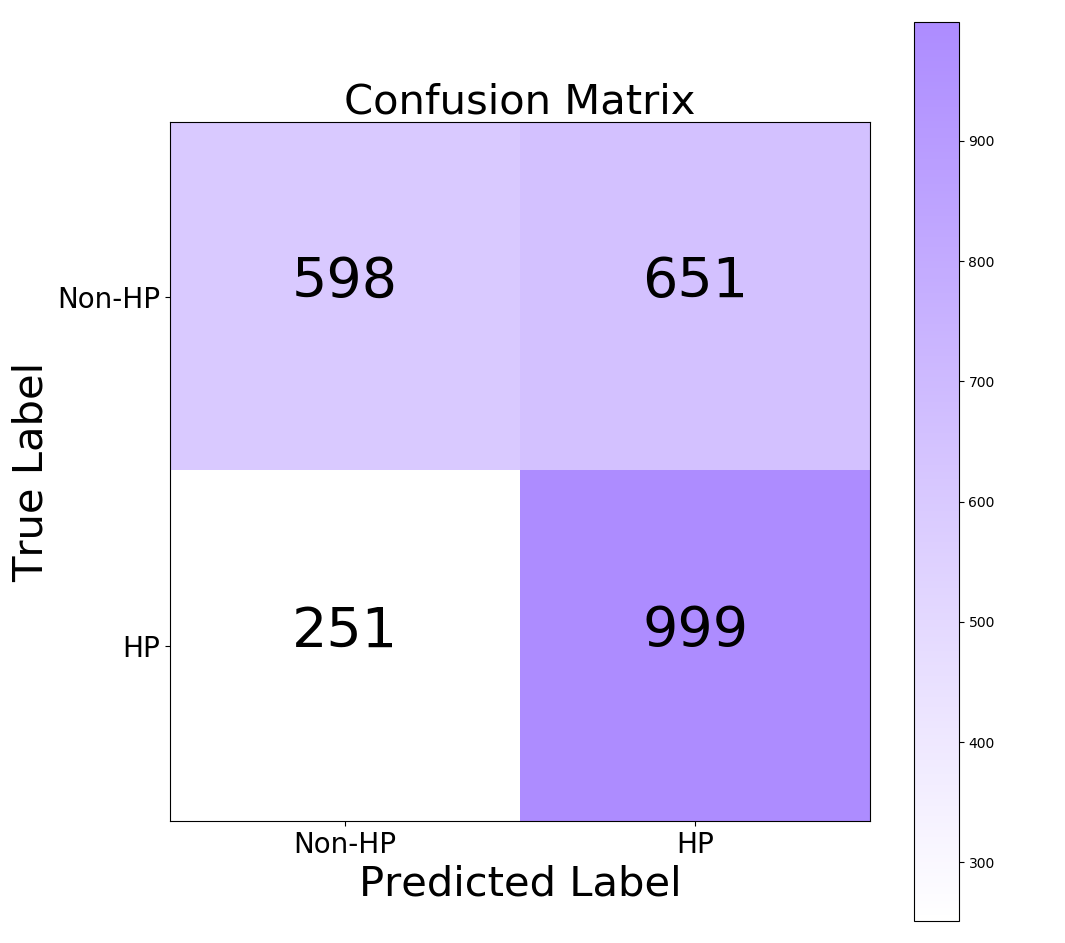 Confusion Matrix
True Label
Non-HP
HP
598 651
251 999
Non-HP HP
Predicted Label
900
800
700
600
500
400
300